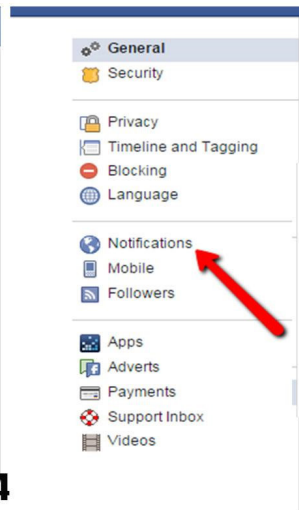 General
Security
Privacy
Timeline and Tagging
Blocking
Language
Notifications
Mobile
Followers
Apps
Adverts
Payments
Support Inbox
Videos
4